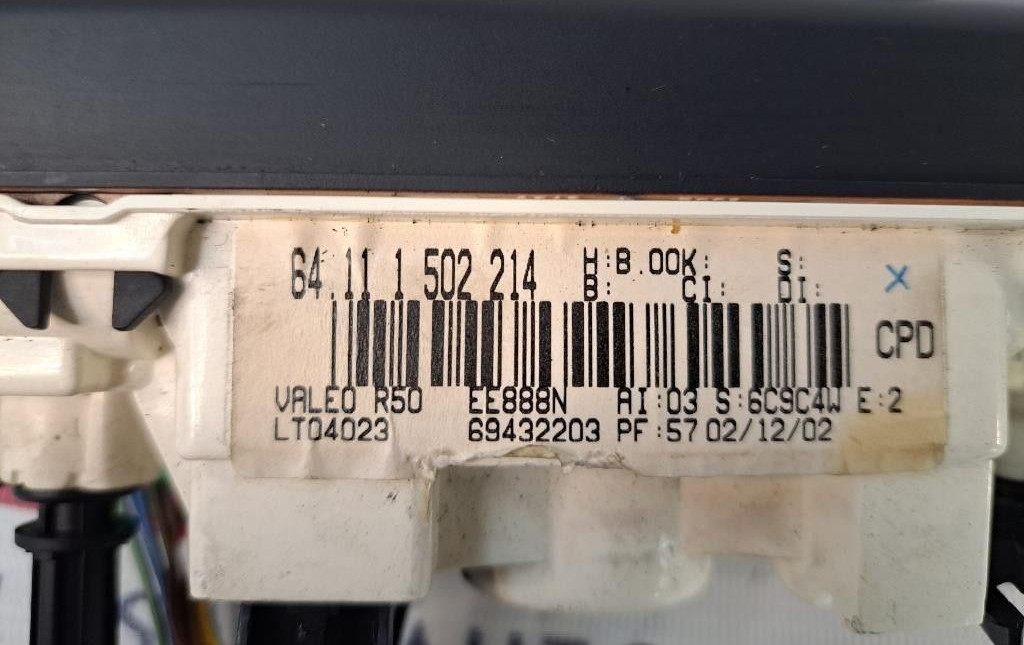 64.11 1 502 214 H:B.00K: S:
B: CI: DI:
CPD
VALEO R50 EE888N AI:03 S:6C9C4W E:2
LT04023 69432203 PF:57 02/12/02